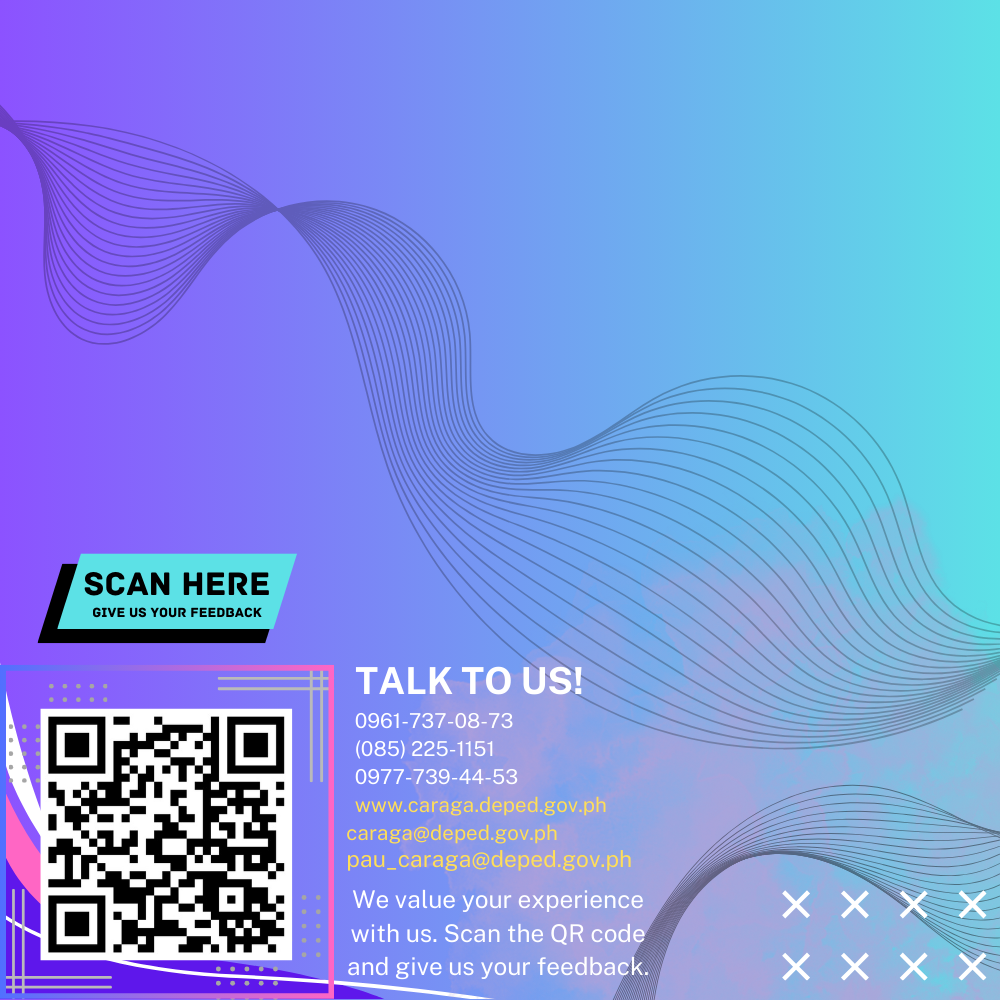 SCAN HERE
GIVE US YOUR FEEDBACK
TALK TO US!
0961-737-08-73
(085) 225-1151
0977-739-44-53
www.caraga.deped.gov.ph
caraga@deped.gov.ph
pau_caraga@deped.gov.ph
We value your experience
with us. Scan the QR code
and give us your feedback.